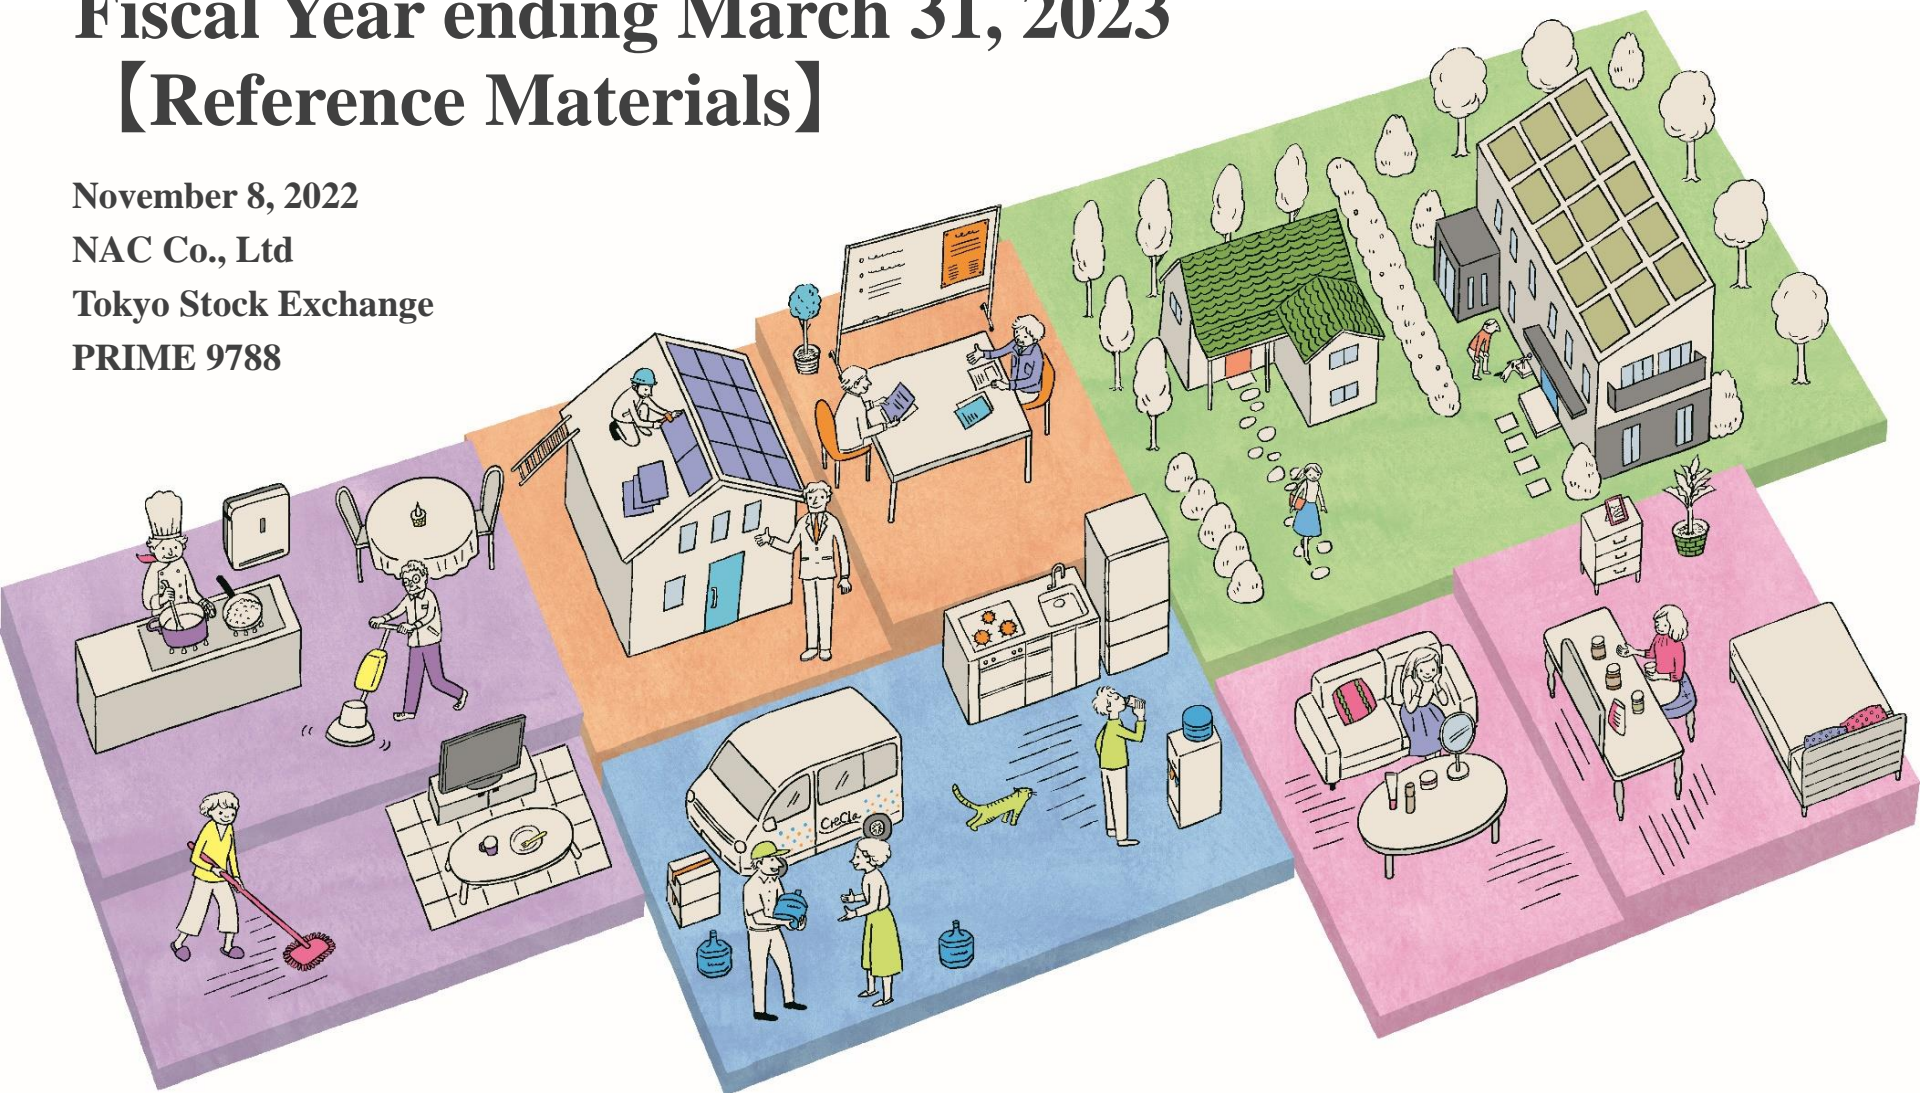 Fiscal Year ending March 31, 2023
【Reference Materials】
November 8, 2022
NAC Co., Ltd
Tokyo Stock Exchange
PRIME 9788
CreCla